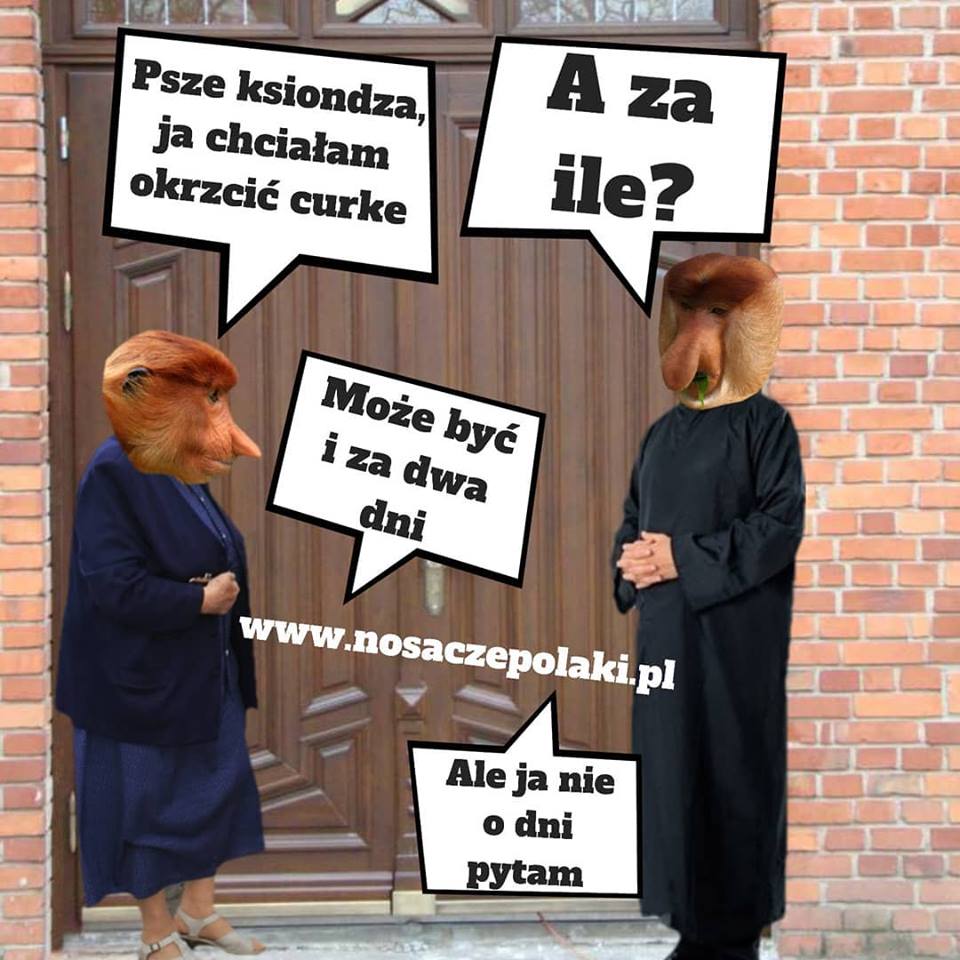 Psze ksiondza,
ja chciałam
okrzcić curke
A za
ile?
Może być
i za dwa
dni
www.nosaczepolaki.pl
Ale ja nie
o dni
pytam